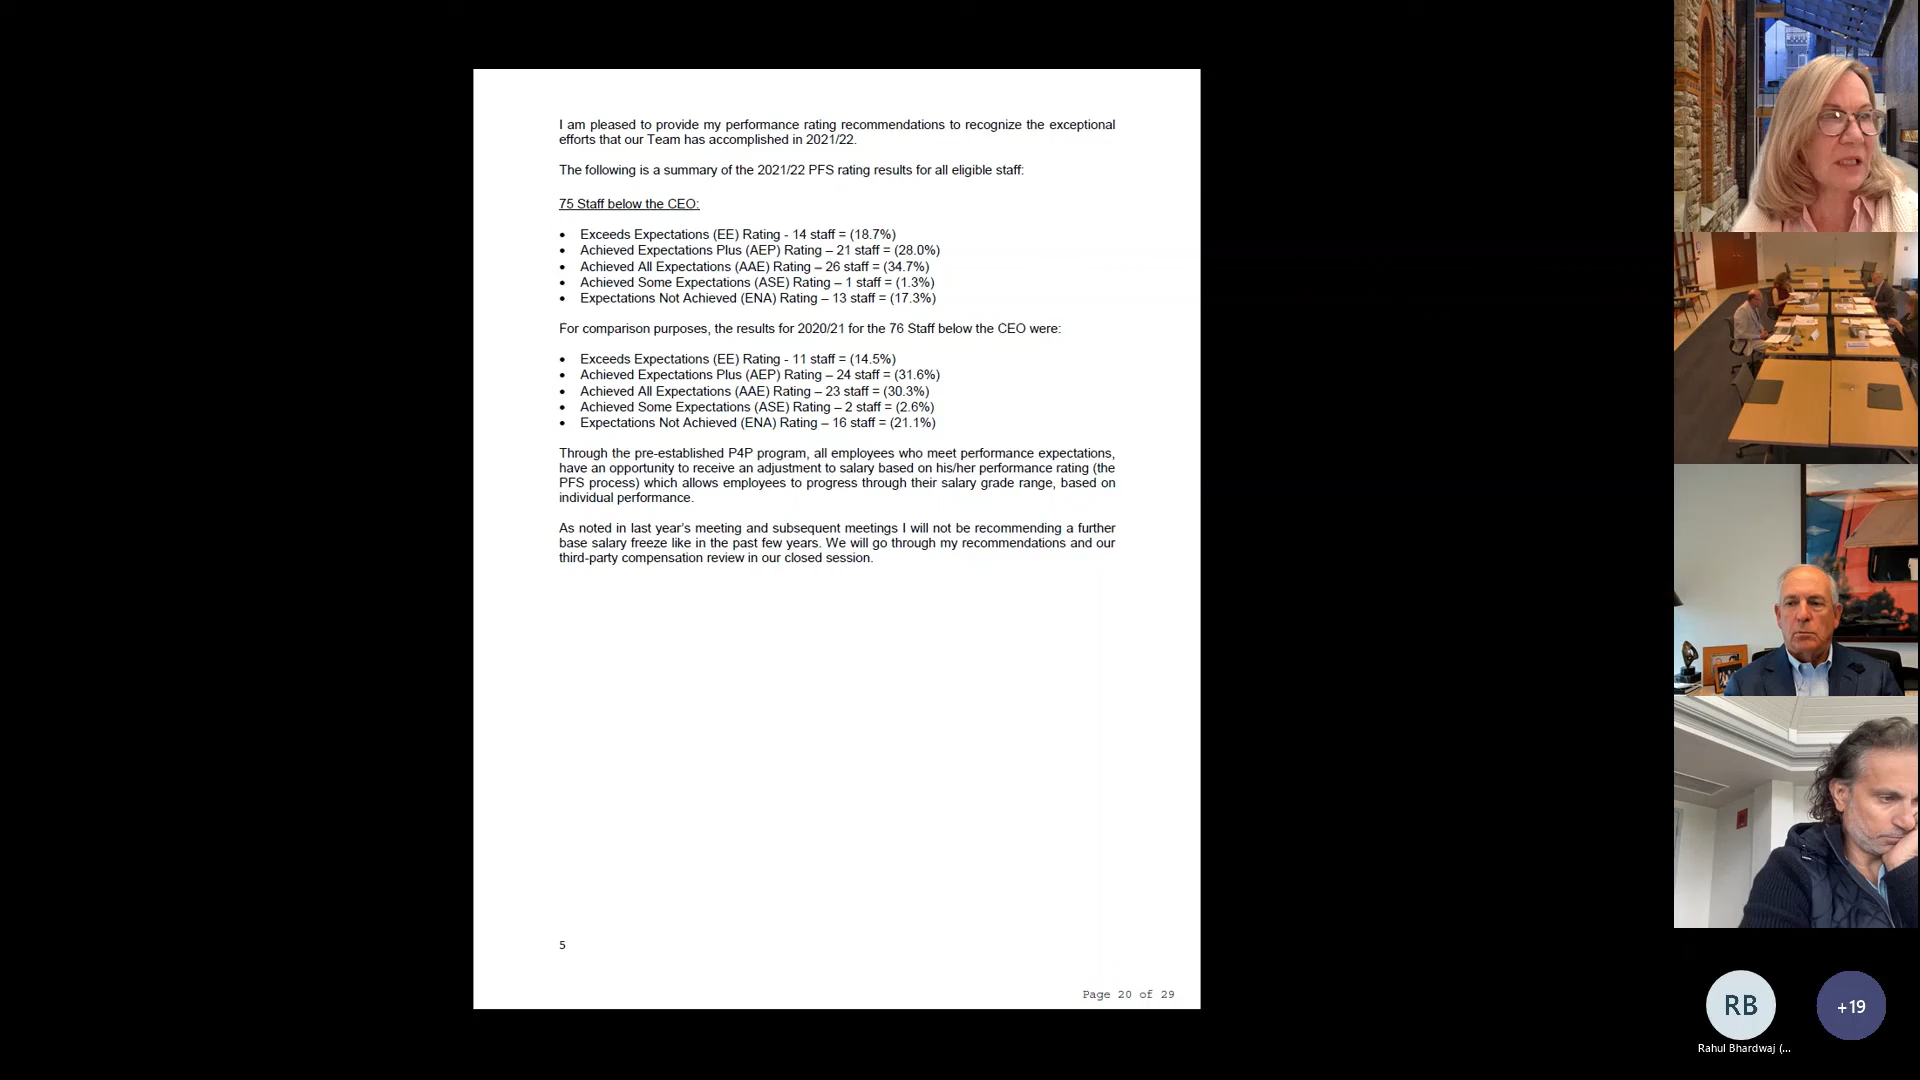 I am pleased to provide my performance rating recommendations to recognize the exceptional
efforts that our Team has accomplished in 2021/22.
The following is a summary of the 2021/22 PFS rating results for all eligible staff:
75 Staff below the CEO:
• Exceeds Expectations (EE) Rating - 14 staff = (18.7%)
• Achieved Expectations Plus (AEP) Rating – 21 staff = (28.0%)
• Achieved All Expectations (AAE) Rating – 26 staff = (34.7%)
• Achieved Some Expectations (ASE) Rating – 1 staff = (1.3%)
• Expectations Not Achieved (ENA) Rating – 13 staff = (17.3%)
For comparison purposes, the results for 2020/21 for the 76 Staff below the CEO were:
• Exceeds Expectations (EE) Rating - 11 staff = (14.5%)
• Achieved Expectations Plus (AEP) Rating – 24 staff = (31.6%)
• Achieved All Expectations (AAE) Rating – 23 staff = (30.3%)
• Achieved Some Expectations (ASE) Rating – 2 staff = (2.6%)
• Expectations Not Achieved (ENA) Rating – 16 staff = (21.1%)
Through the pre-established P4P program, all employees who meet performance expectations,
have an opportunity to receive an adjustment to salary based on his/her performance rating (the
PFS process) which allows employees to progress through their salary grade range, based on
individual performance.
As noted in last year's meeting and subsequent meetings I will not be recommending a further
base salary freeze like in the past few years. We will go through my recommendations and our
third-party compensation review in our closed session.
5
Page 20 of 29
RB
+19
Rahul Bhardwaj (...